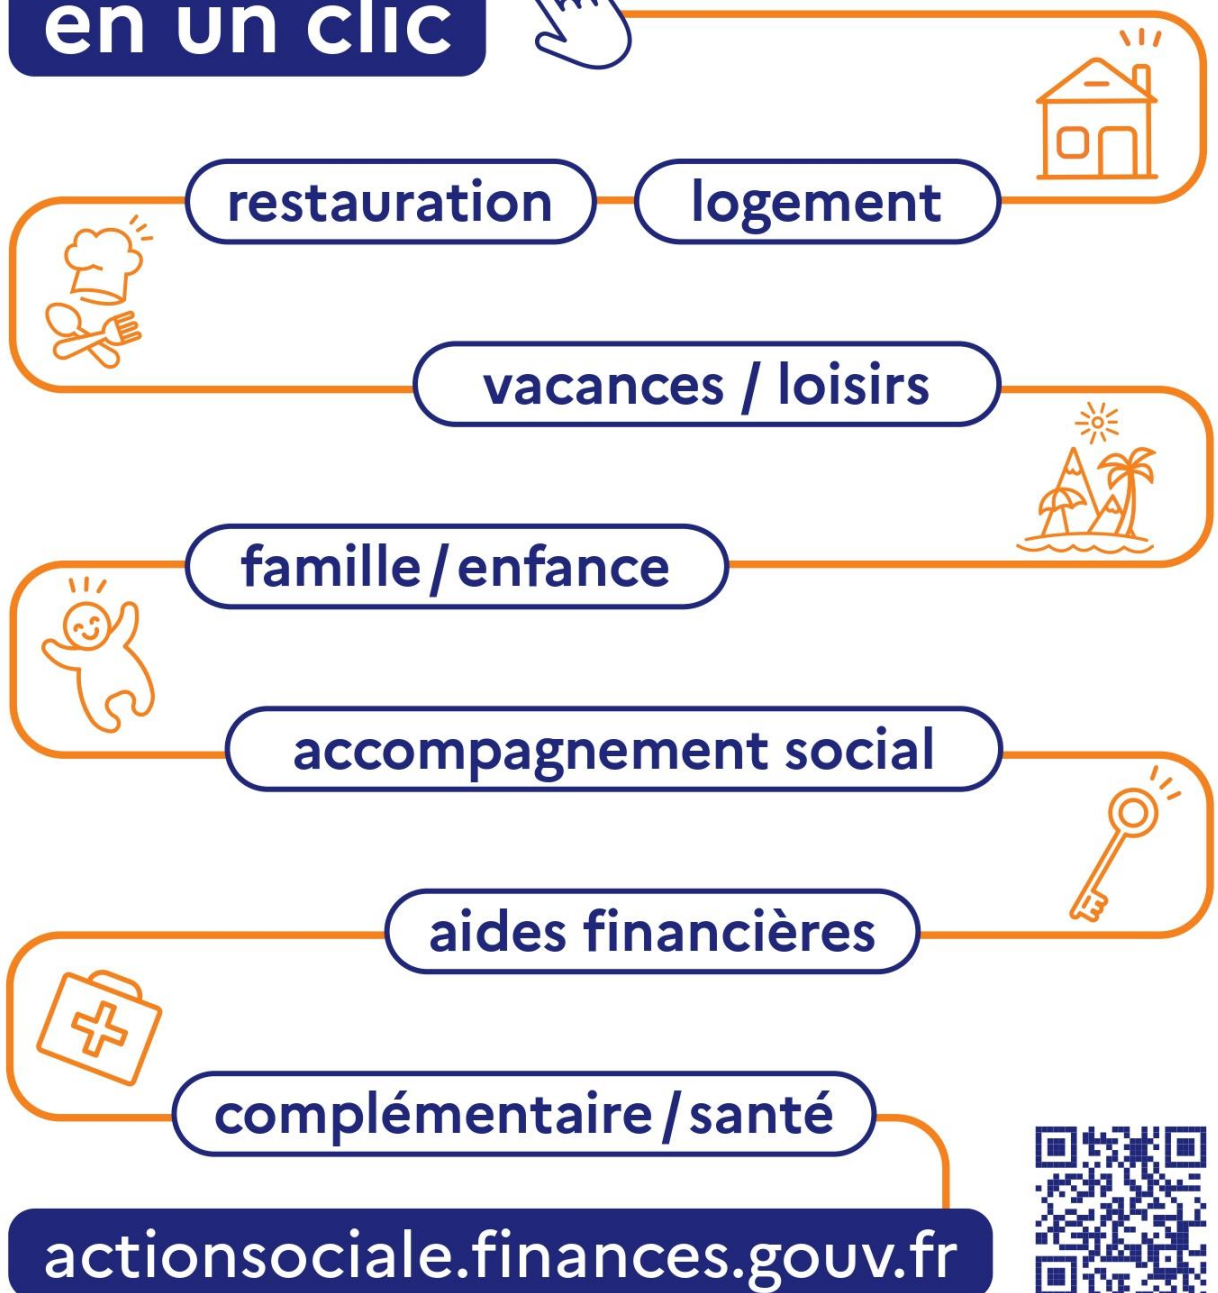 en un clic
restauration logement
vacances / loisirs
famille / enfance
accompagnement social
aides financières
complémentaire / santé
actionsociale.finances.gouv.fr